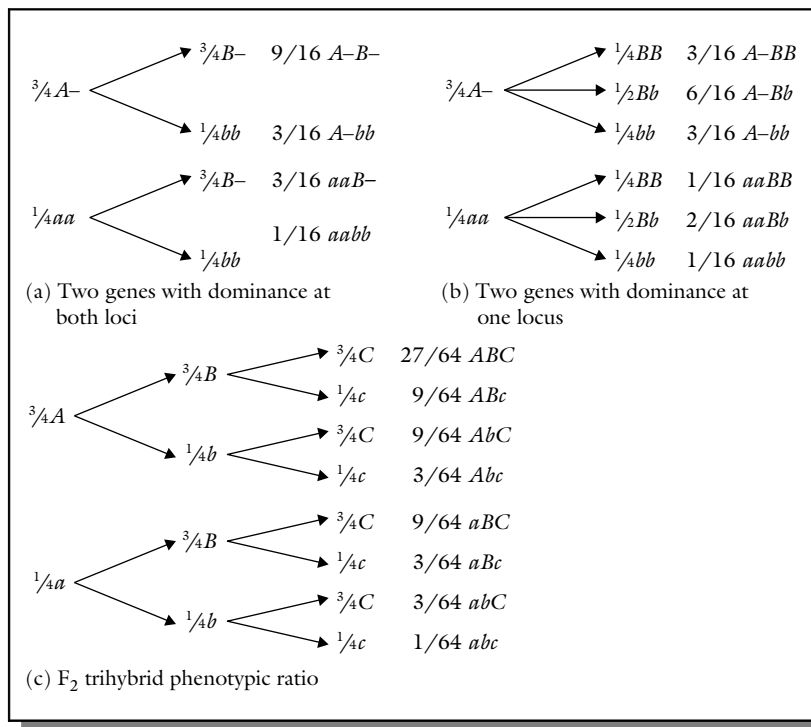 3/4B– 9/16 A–B–
3/4A–
1/4bb 3/16 A–bb
3/4B– 3/16 aaB–
1/4aa
1/16 aabb
1/4bb
(a) Two genes with dominance at
both loci
1/4BB 3/16 A–BB
3/4A– 1/2Bb 6/16 A–Bb
1/4bb 3/16 A–bb
1/4BB 1/16 aaBB
1/4aa 1/2Bb 2/16 aaBb
1/4bb 1/16 aabb
(b) Two genes with dominance at
one locus
3/4C 27/64 ABC
3/4B
1/4c 9/64 ABc
3/4A
3/4C 9/64 AbC
1/4b
1/4c 3/64 Abc
3/4C 9/64 aBC
3/4B
1/4c 3/64 aBc
1/4a
3/4C 3/64 abC
1/4b
1/4c 1/64 abc
(c) F2 trihybrid phenotypic ratio